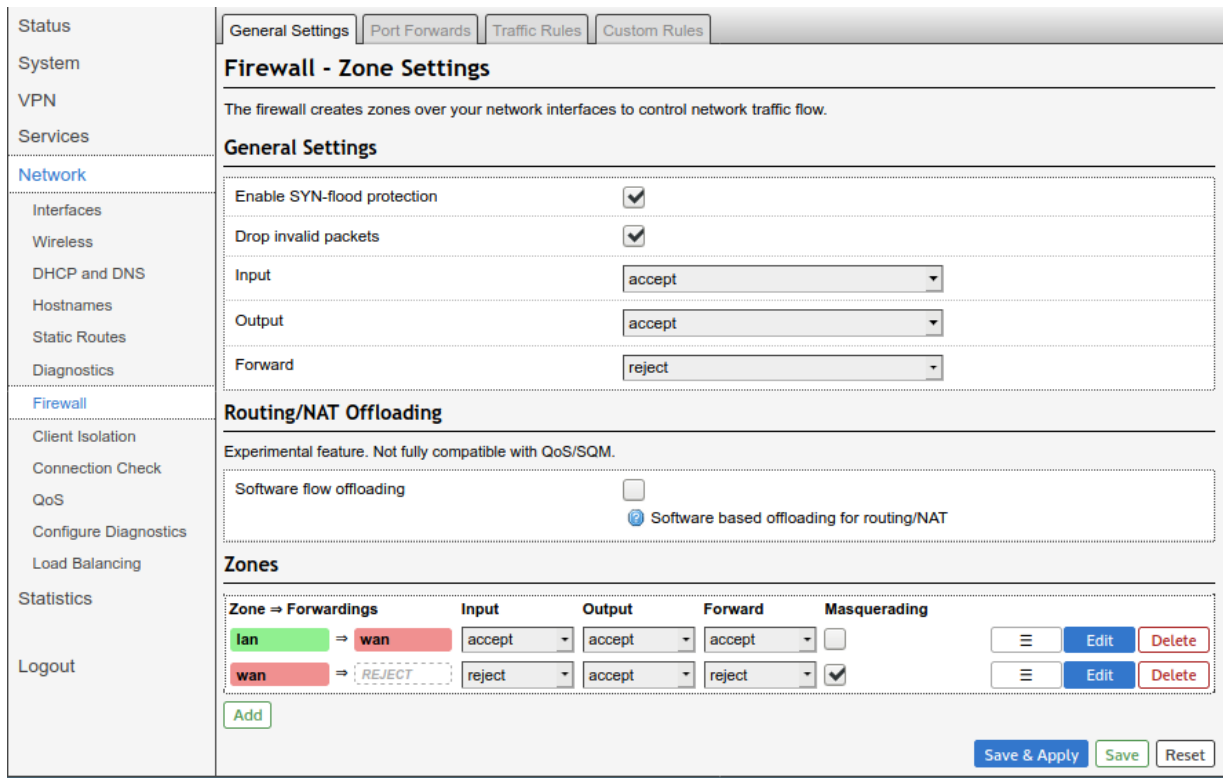 Status
System
VPN
Services
Network
Interfaces
Wireless
DHCP and DNS
Hostnames
Static Routes
Diagnostics
Firewall
Client Isolation
Connection Check
QoS
Configure Diagnostics
Load Balancing
Statistics
Logout
General Settings Port Forwards Traffic Rules Custom Rules
Firewall - Zone Settings
The firewall creates zones over your network interfaces to control network traffic flow.
General Settings
Enable SYN-flood protection
Drop invalid packets
Input accept
Output accept
Forward reject
Routing/NAT Offloading
Experimental feature. Not fully compatible with QoS/SQM.
Software flow offloading
Software based offloading for routing/NAT
Zones
Zone ⇒ Forwardings Input Output Forward Masquerading
lan ⇒ wan accept accept accept ☰ Edit Delete
wan ⇒ REJECT reject accept reject ☰ Edit Delete
Add
Save & Apply Save Reset